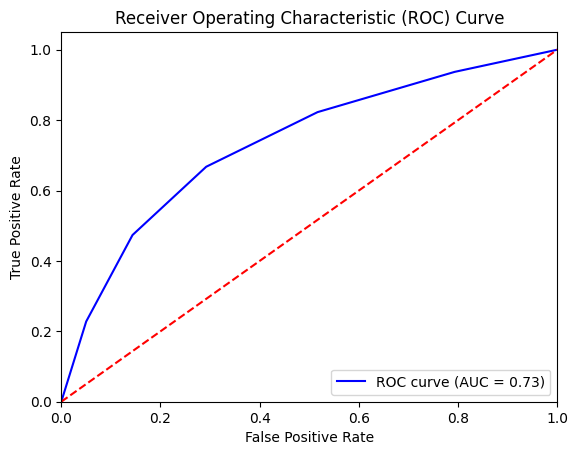 Receiver Operating Characteristic (ROC) Curve
1.0
0.8
0.6
0.4
0.2
0.0
True Positive Rate
ROC curve (AUC = 0.73)
0.0 0.2 0.4 0.6 0.8 1.0
False Positive Rate